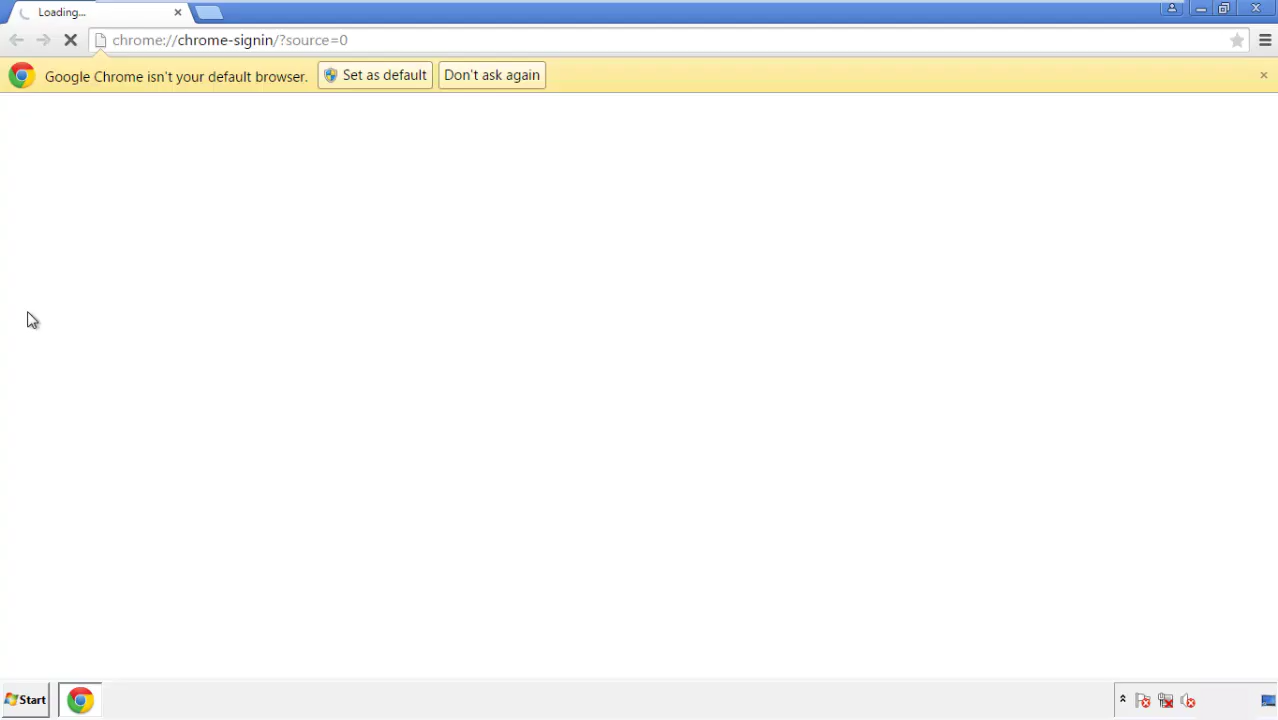 Loading...
chrome://chrome-signin/?source=0
Google Chrome isn't your default browser. Set as default Don't ask again
Start